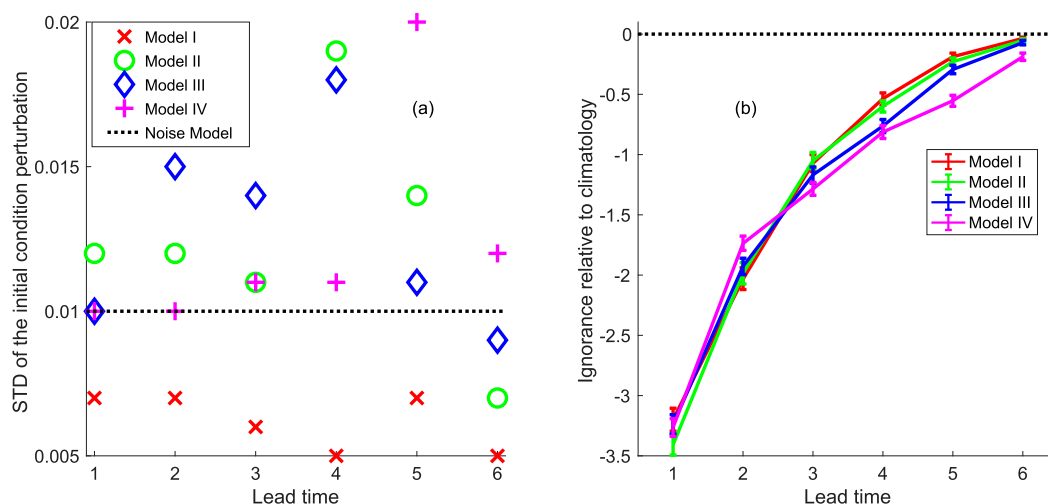 0.02
0.015
0.01
0.005
STD of the initial condition perturbation
Model I
Model II
Model III
Model IV
Noise Model
(a)
1 2 3 4 5 6
Lead time
0
-0.5
-1
-1.5
-2
-2.5
-3
-3.5
Ignorance relative to climatology
(b)
Model I
Model II
Model III
Model IV
1 2 3 4 5 6
Lead time